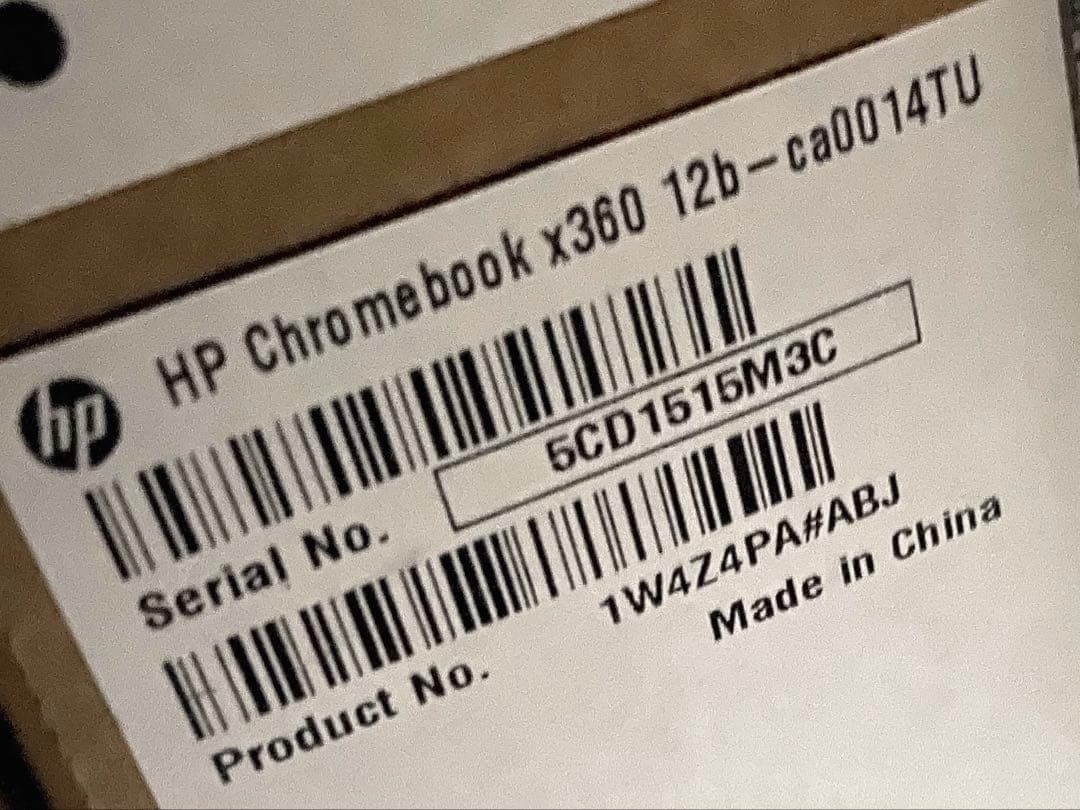 HP Chromebook x360 12b-ca0014TU
hp
Serial No. 5CD1515M3C
1W4Z4PA#ABJ
Product No. Made in China